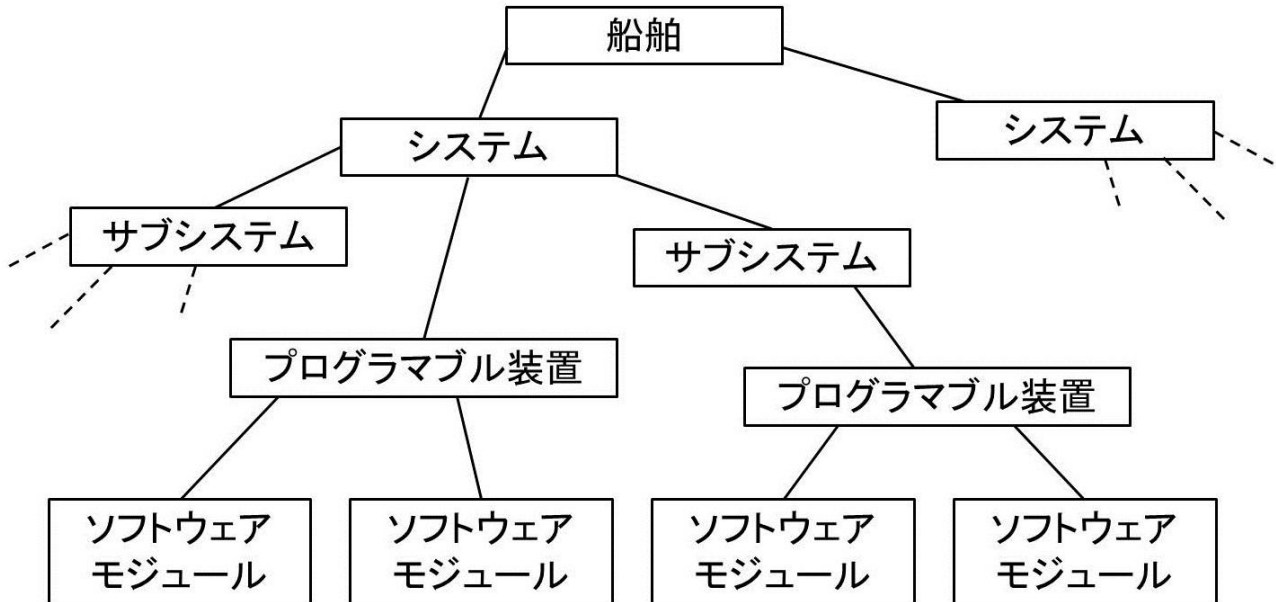 船舶
システム
システム
サブシステム
サブシステム
プログラマブル装置
プログラマブル装置
ソフトウェア
モジュール
ソフトウェア
モジュール
ソフトウェア
モジュール
ソフトウェア
モジュール